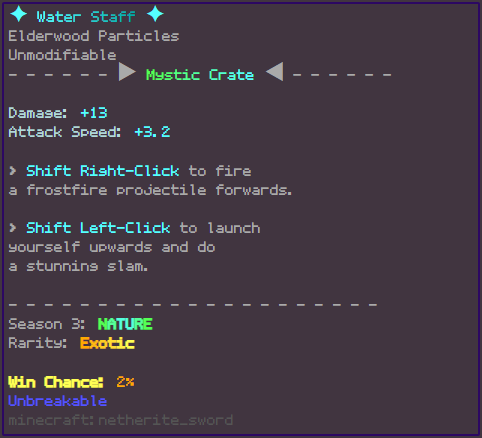 ✦ Water Staff ✦
Elderwood Particles
Unmodifiable
- - - - - - ▶ Mystic Crate ◀ - - - - - -
Damage: +13
Attack Speed: +3.2
> Shift Right-Click to fire
a frostfire projectile forwards.
> Shift Left-Click to launch
yourself upwards and do
a stunning slam.
- - - - - - - - - - - - - - - - - - - - - -
Season 3: NATURE
Rarity: Exotic
Win Chance: 2%
Unbreakable
minecraft:netherite_sword